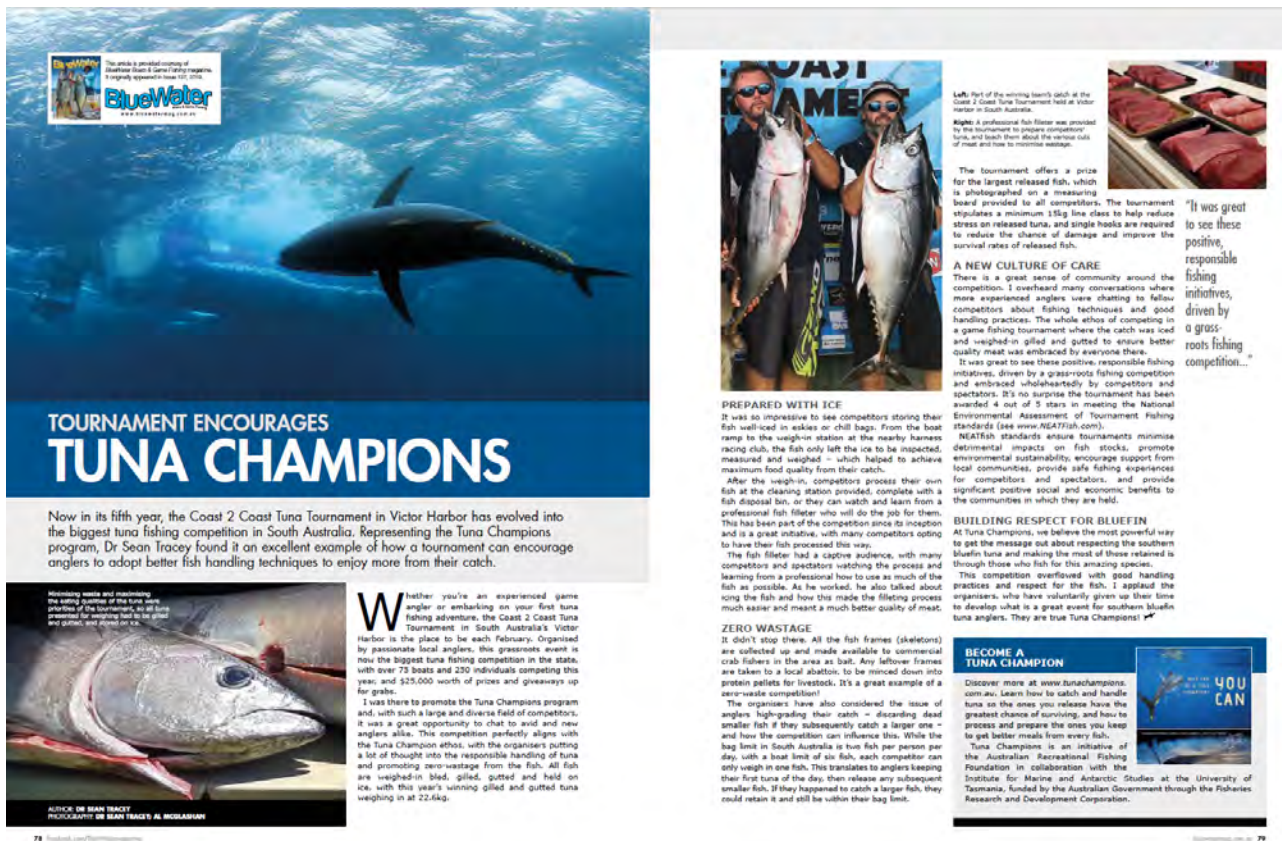 This article is provided courtesy of
BlueWater Boats & Game Fishing magazine.
It originally appeared in Issue
BlueWater
www.bluewatermag.com.au
TOURNAMENT ENCOURAGES
TUNA CHAMPIONS
Now in its fifth year, the Coast 2 Coast Tuna Tournament in Victor Harbor has evolved into
the biggest tuna fishing competition in South Australia. Representing the Tuna Champions
program, Dr Sean Tracey found it an excellent example of how a tournament can encourage
anglers to adopt better fish handling techniques to enjoy more from their catch.
Minimising waste and maximising
the eating qualities of the tuna were
priorities of the tournament, so all tuna
presented for weighing had to be gilled
and gutted, and stored on ice.
AUTHOR: DR SEAN TRACEY
PHOTOGRAPHY: DR SEAN TRACEY; AL MCGLASHAN
Whether you're an experienced game
angler or embarking on your first tuna
fishing adventure, the Coast 2 Coast Tuna
Tournament in South Australia's Victor
Harbor is the place to be each February. Organised
by passionate local anglers, this grassroots event is
now the biggest tuna fishing competition in the state,
with over 75 boats and 250 individuals competing this
year, and $25,000 worth of prizes and giveaways up
for grabs.
I was there to promote the Tuna Champions program
and, with such a large and diverse field of competitors,
it was a great opportunity to chat to avid and new
anglers alike. This competition perfectly aligns with
the Tuna Champion ethos, with the organisers putting
a lot of thought into the responsible handling of tuna
and promoting zero-wastage from the fish. All fish
are weighed-in bled, gilled, gutted and held on
ice, with this year's winning gilled and gutted tuna
weighing in at 22.6kg.
78
COAST
AMENT
PREPARED WITH ICE
It was so impressive to see competitors storing their
fish well-iced in eskies or chill bags. From the boat
ramp to the weigh-in station at the nearby harness
racing club, the fish only left the ice to be inspected,
measured and weighed – which helped to achieve
maximum food quality from their catch.
After the weigh-in, competitors process their own
fish at the cleaning station provided, complete with a
fish disposal bin, or they can watch and learn from a
professional fish filleter who will do the job for them.
This has been part of the competition since its inception
and is a great initiative, with many competitors opting
to have their fish processed this way.
The fish filleter had a captive audience, with many
competitors and spectators watching the process and
learning from a professional how to use as much of the
fish as possible. As he worked, he also talked about
icing the fish and how this made the filleting process
much easier and meant a much better quality of meat.
ZERO WASTAGE
It didn't stop there. All the fish frames (skeletons)
are collected up and made available to commercial
crab fishers in the area as bait. Any leftover frames
are taken to a local abattoir, to be minced down into
protein pellets for livestock. It's a great example of a
zero-waste competition!
The organisers have also considered the issue of
anglers high-grading their catch – discarding dead
smaller fish if they subsequently catch a larger one –
and how the competition can influence this. While the
bag limit in South Australia is two fish per person per
day, with a boat limit of six fish, each competitor can
only weigh in one fish. This translates to anglers keeping
their first tuna of the day, then release any subsequent
smaller fish. If they happened to catch a larger fish, they
could retain it and still be within their bag limit.
Left: Part of the winning team's catch at the
Coast 2 Coast Tuna Tournament held at Victor
Harbor in South Australia.
Right: A professional fish filleter was provided
by the tournament to prepare competitors'
tuna, and teach them about the various cuts
of meat and how to minimise wastage.
The tournament offers a prize
for the largest released fish, which
is photographed on a measuring
board provided to all competitors. The tournament
stipulates a minimum 15kg line class to help reduce
stress on released tuna, and single hooks are required
to reduce the chance of damage and improve the
survival rates of released fish.
A NEW CULTURE OF CARE
There is a great sense of community around the
competition. I overheard many conversations where
more experienced anglers were chatting to fellow
competitors about fishing techniques and good
handling practices. The whole ethos of competing in
a game fishing tournament where the catch was iced
and weighed-in gilled and gutted to ensure better
quality meat was embraced by everyone there.
It was great to see these positive, responsible fishing
initiatives, driven by a grass-roots fishing competition
and embraced wholeheartedly by competitors and
spectators. It's no surprise the tournament has been
awarded 4 out of 5 stars in meeting the National
Environmental Assessment of Tournament Fishing
standards (see www.NEATFish.com).
NEATfish standards ensure tournaments minimise
detrimental impacts on fish stocks, promote
environmental sustainability, encourage support from
local communities, provide safe fishing experiences
for competitors and spectators, and provide
significant positive social and economic benefits to
the communities in which they are held.
BUILDING RESPECT FOR BLUEFIN
At Tuna Champions, we believe the most powerful way
to get the message out about respecting the southern
bluefin tuna and making the most of those retained is
through those who fish for this amazing species.
This competition overflowed with good handling
practices and respect for the fish. I applaud the
organisers, who have voluntarily given up their time
to develop what is a great event for southern bluefin
tuna anglers. They are true Tuna Champions!
"It was great
to see these
positive,
responsible
fishing
initiatives,
driven by
a grass-
roots fishing
competition..."
BECOME A
TUNA CHAMPION
Discover more at www.tunachampions.
com.au. Learn how to catch and handle
tuna so the ones you release have the
greatest chance of surviving, and how to
process and prepare the ones you keep
to get better meals from every fish.
Tuna Champions is an initiative of
the Australian Recreational Fishing
Foundation in collaboration with the
Institute for Marine and Antarctic Studies at the University of
Tasmania, funded by the Australian Government through the Fisheries
Research and Development Corporation.
YOU
CAN
79